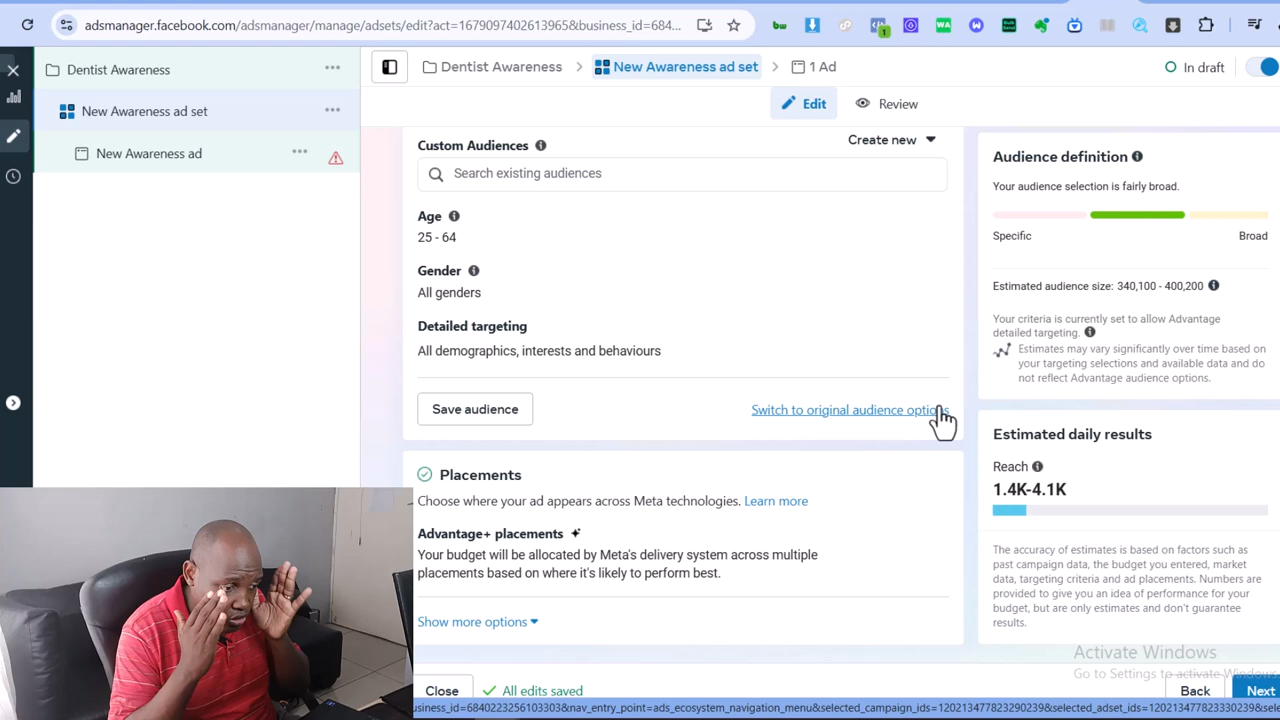 adsmanager.facebook.com/adsmanager/manage/adsets/edit?act=1679097402613965&business_id=684...
Dentist Awareness
New Awareness ad set
New Awareness ad
Dentist Awareness > New Awareness ad set > 1 Ad
In draft
Edit
Review
Custom Audiences
Create new
Search existing audiences
Age
25 - 64
Gender
All genders
Detailed targeting
All demographics, interests and behaviours
Save audience
Switch to original audience options
Placements
Choose where your ad appears across Meta technologies. Learn more
Advantage+ placements
Your budget will be allocated by Meta's delivery system across multiple
placements based on where it's likely to perform best.
Show more options
Close
All edits saved
Audience definition
Your audience selection is fairly broad.
Specific
Broad
Estimated audience size: 340,100 - 400,200
Your criteria is currently set to allow Advantage
detailed targeting.
Estimates may vary significantly over time based on
your targeting selections and available data and do
not reflect Advantage audience options.
Estimated daily results
Reach
1.4K-4.1K
The accuracy of estimates is based on factors such as
past campaign data, the budget you entered, market
data, targeting criteria and ad placements. Numbers are
provided to give you an idea of performance for your
budget, but are only estimates and don't guarantee
results.
Activate Windows
Go to Settings to activate Windows.
Back
Next